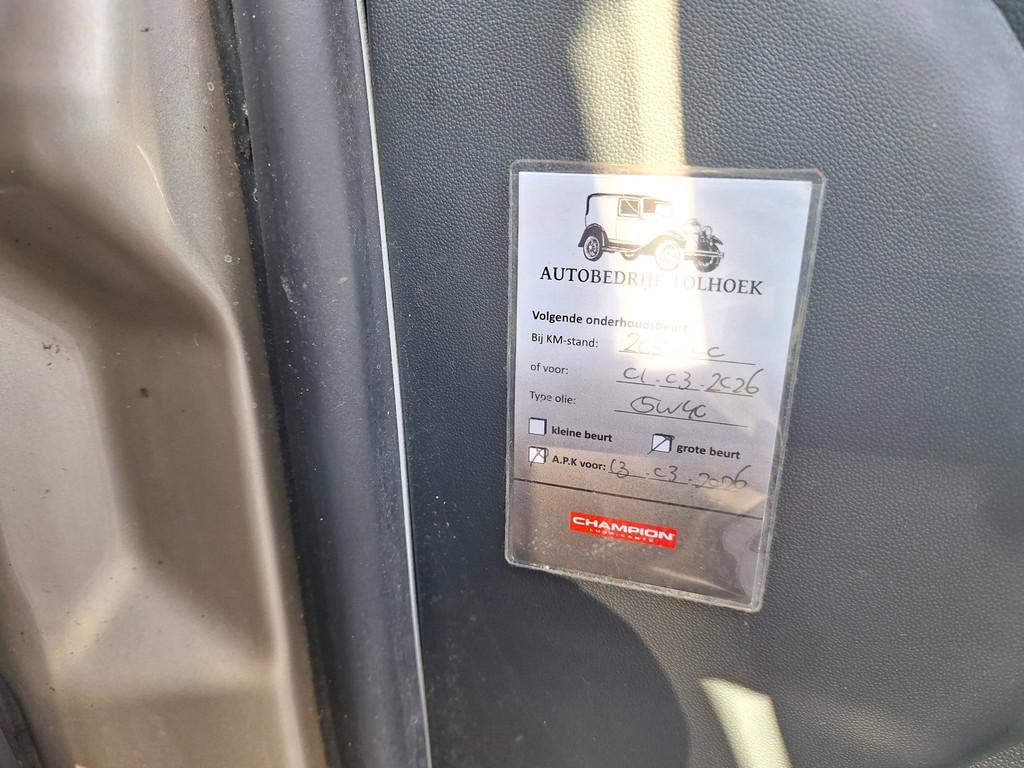 AUTOBEDRIJF TOLHOEK
Volgende onderhoudsbeurt
Bij KM-stand:
of voor: 01-03-2026
Type olie: 5W40
kleine beurt grote beurt
A.P.K voor: 13-03-2026
CHAMPION
LUBRICANTS